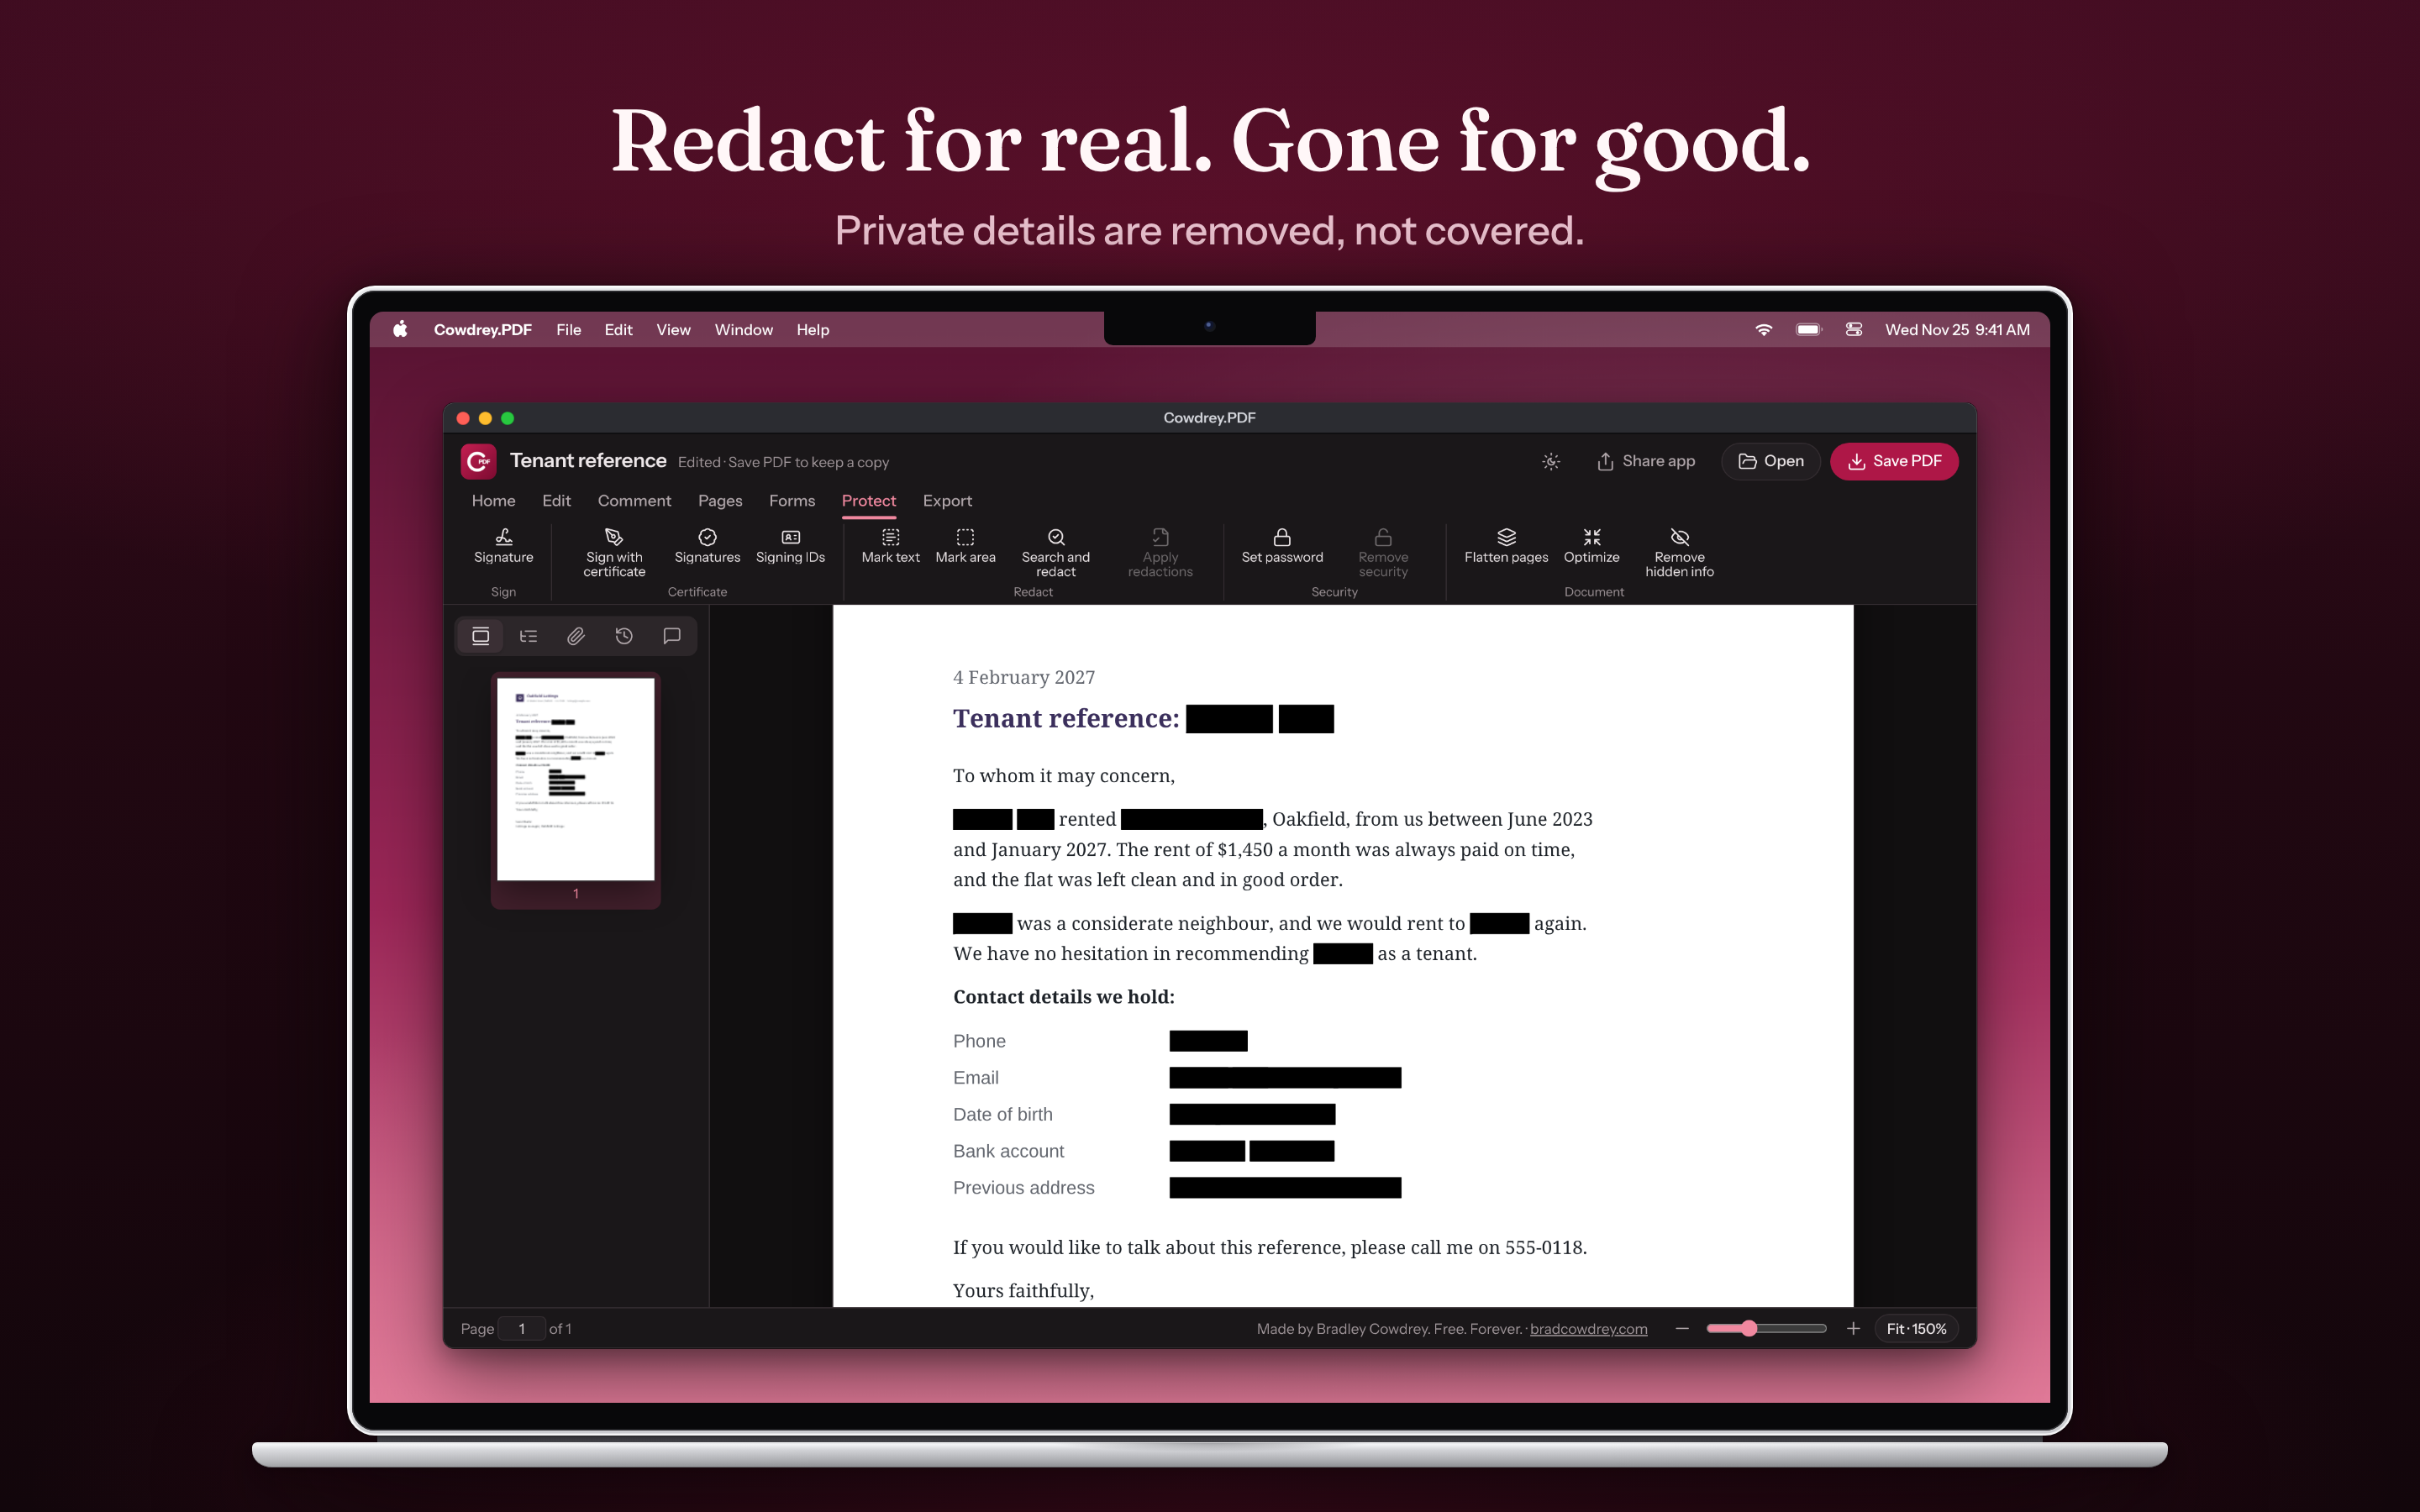 Redact for real. Gone for good.
Private details are removed, not covered.
Cowdrey.PDF File Edit View Window Help Wed Nov 25 9:41 AM
Cowdrey.PDF
C PDF Tenant reference Edited · Save PDF to keep a copy Share app Open Save PDF
Home Edit Comment Pages Forms Protect Export
Signature Sign with certificate Signatures Signing IDs Mark text Mark area Search and redact Apply redactions Set password Remove security Flatten pages Optimize Remove hidden info
Sign Certificate Redact Security Document
1
4 February 2027
Tenant reference:
To whom it may concern,
rented , Oakfield, from us between June 2023
and January 2027. The rent of $1,450 a month was always paid on time,
and the flat was left clean and in good order.
was a considerate neighbour, and we would rent to again.
We have no hesitation in recommending as a tenant.
Contact details we hold:
Phone
Email
Date of birth
Bank account
Previous address
If you would like to talk about this reference, please call me on 555-0118.
Yours faithfully,
Page 1 of 1 Made by Bradley Cowdrey. Free. Forever. · bradcowdrey.com Fit · 150%